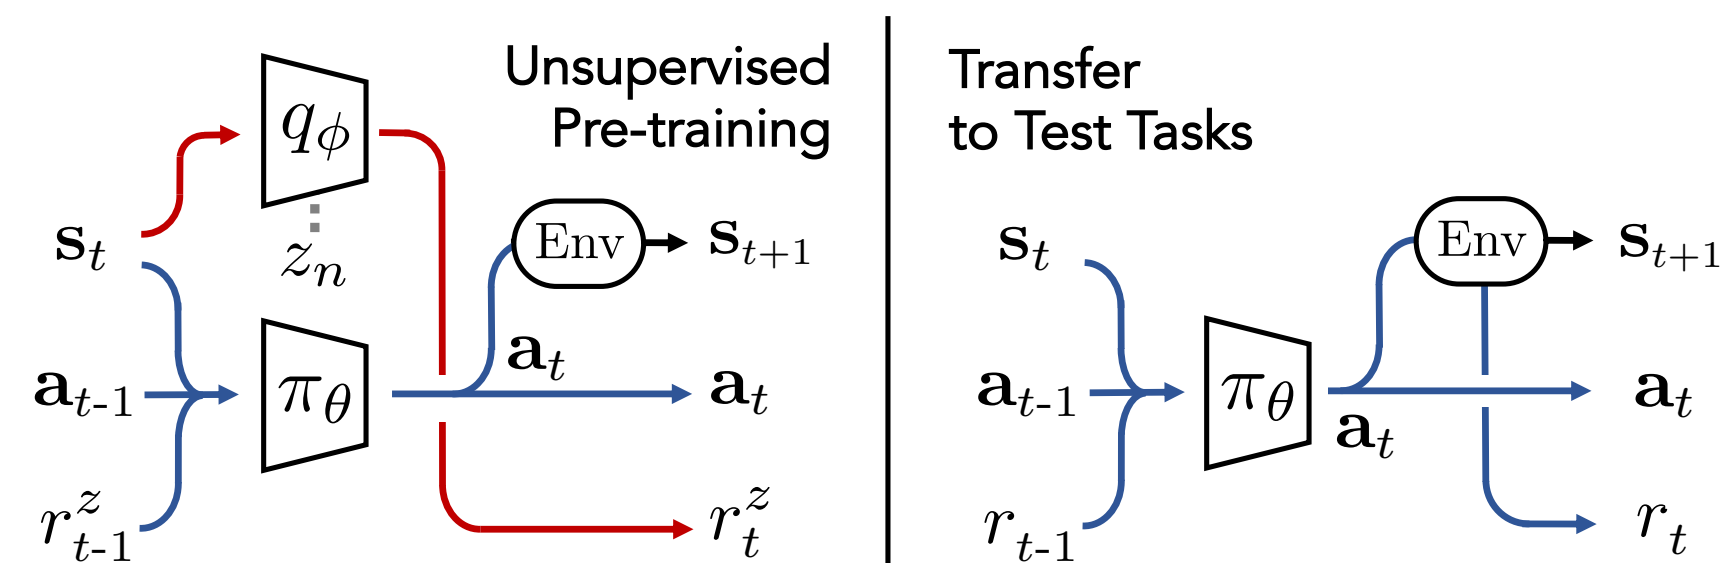 Unsupervised
Pre-training
q_ϕ
z_n
s_t
a_{t-1}
r^z_{t-1}
π_θ
Env
a_t
s_{t+1}
a_t
r^z_t
Transfer
to Test Tasks
s_t
a_{t-1}
r_{t-1}
π_θ
Env
a_t
s_{t+1}
a_t
r_t